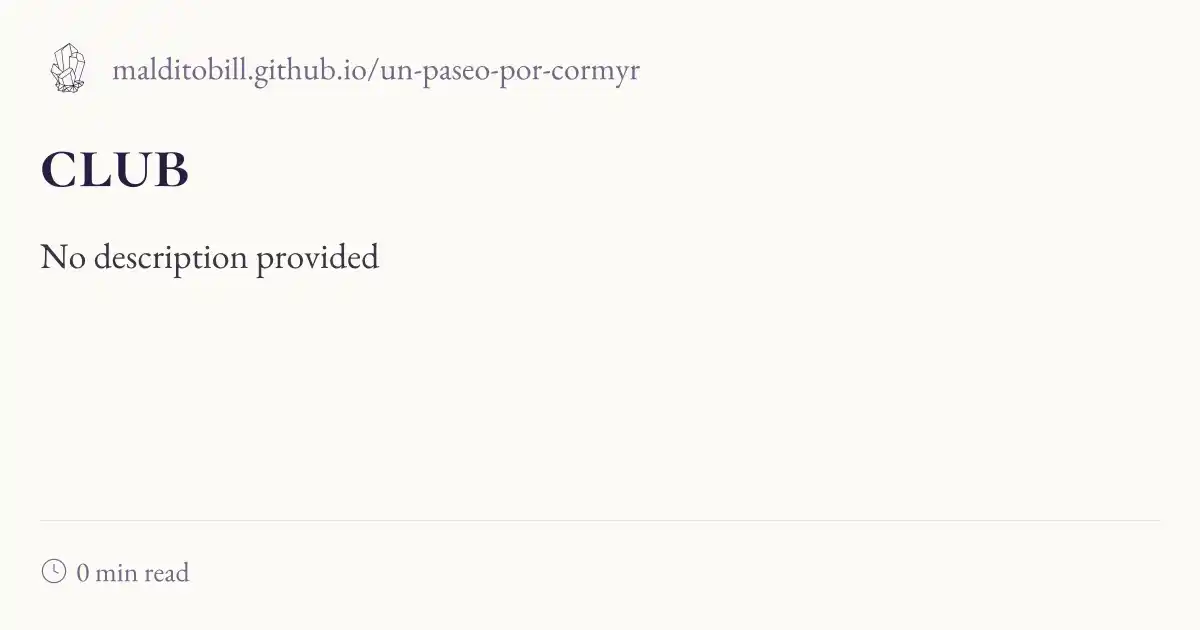 malditobill.github.io/un-paseo-por-cormyr
CLUB
No description provided
0 min read